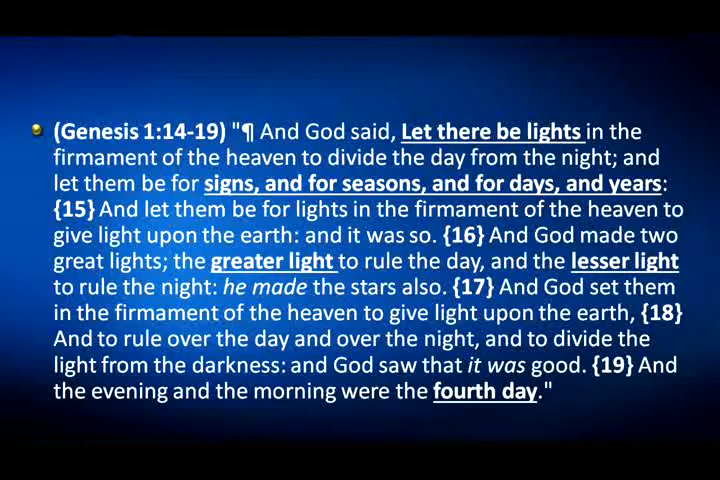 (Genesis 1:14-19) "¶ And God said, Let there be lights in the
firmament of the heaven to divide the day from the night; and
let them be for signs, and for seasons, and for days, and years:
{15} And let them be for lights in the firmament of the heaven to
give light upon the earth: and it was so. {16} And God made two
great lights; the greater light to rule the day, and the lesser light
to rule the night: he made the stars also. {17} And God set them
in the firmament of the heaven to give light upon the earth, {18}
And to rule over the day and over the night, and to divide the
light from the darkness: and God saw that it was good. {19} And
the evening and the morning were the fourth day."